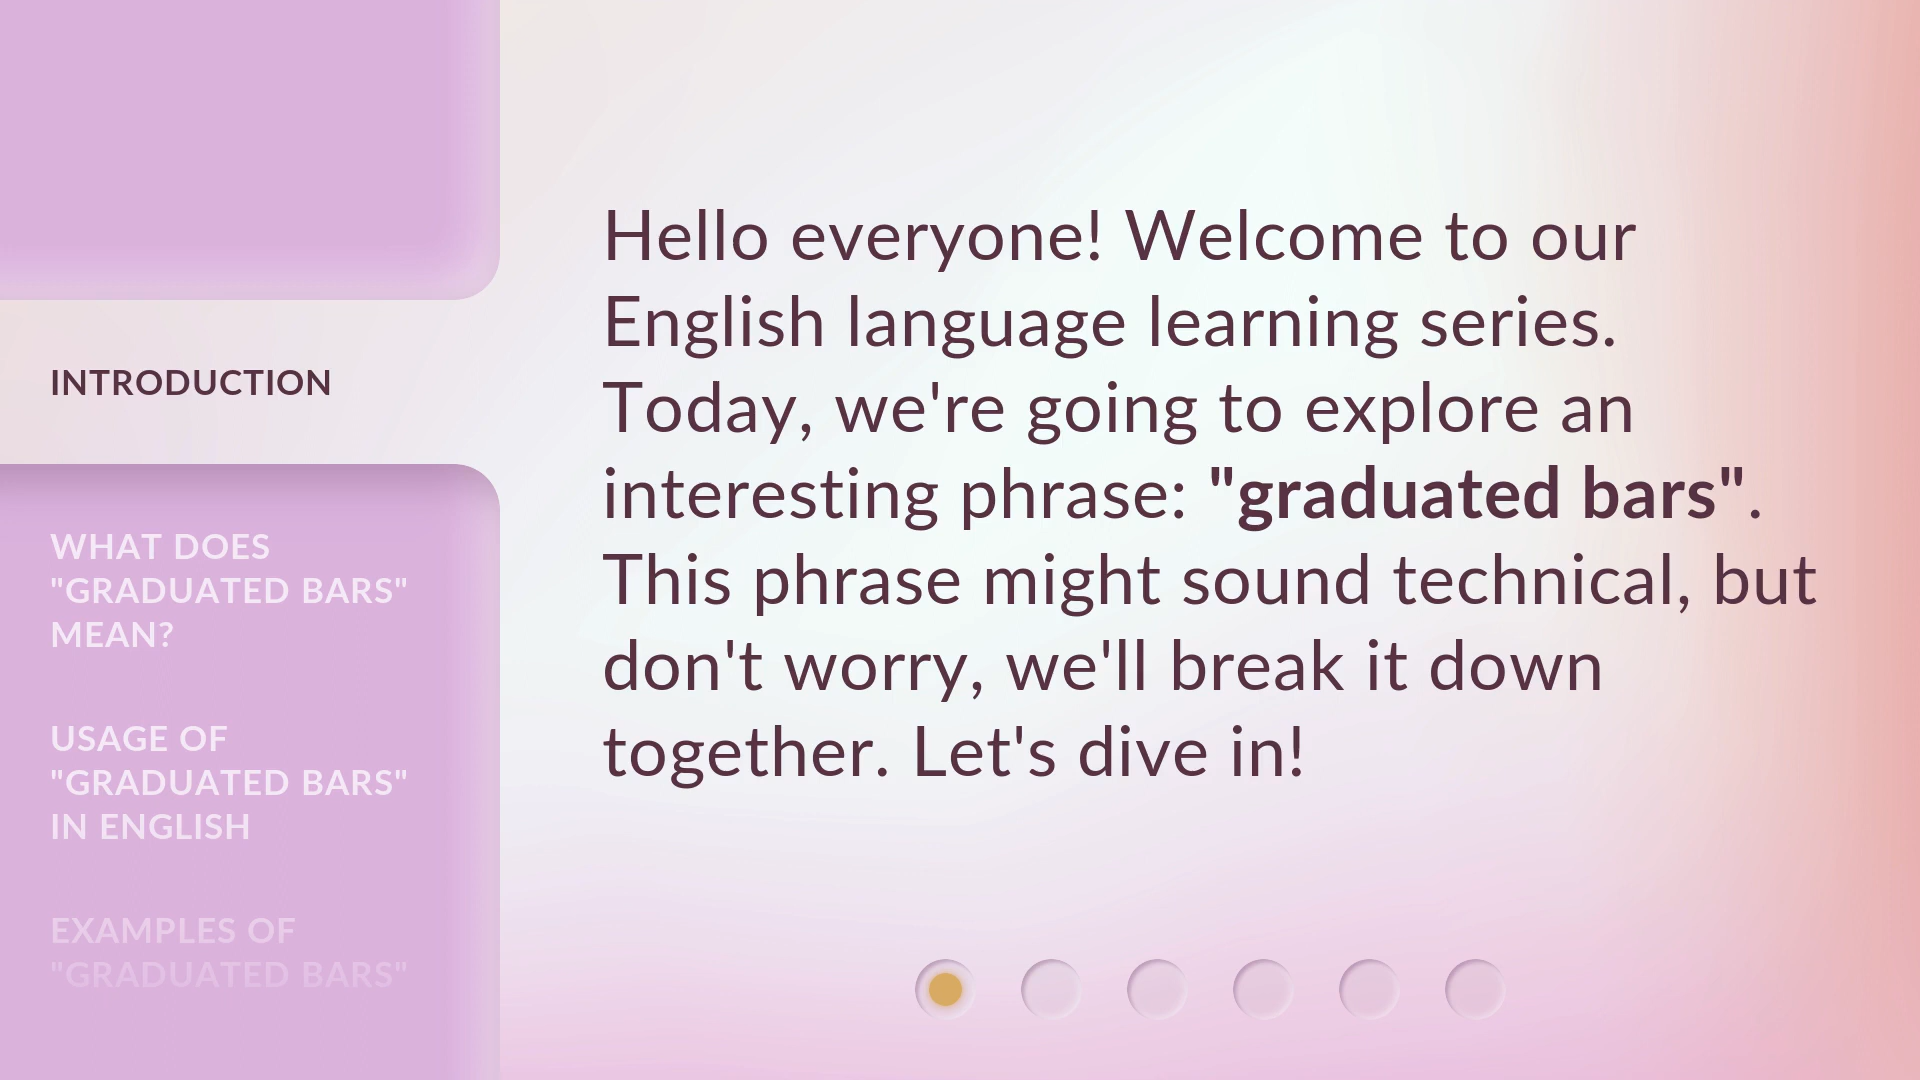 INTRODUCTION
WHAT DOES
"GRADUATED BARS"
MEAN?
USAGE OF
"GRADUATED BARS"
IN ENGLISH
EXAMPLES OF
"GRADUATED BARS"
Hello everyone! Welcome to our
English language learning series.
Today, we're going to explore an
interesting phrase: "graduated bars".
This phrase might sound technical, but
don't worry, we'll break it down
together. Let's dive in!